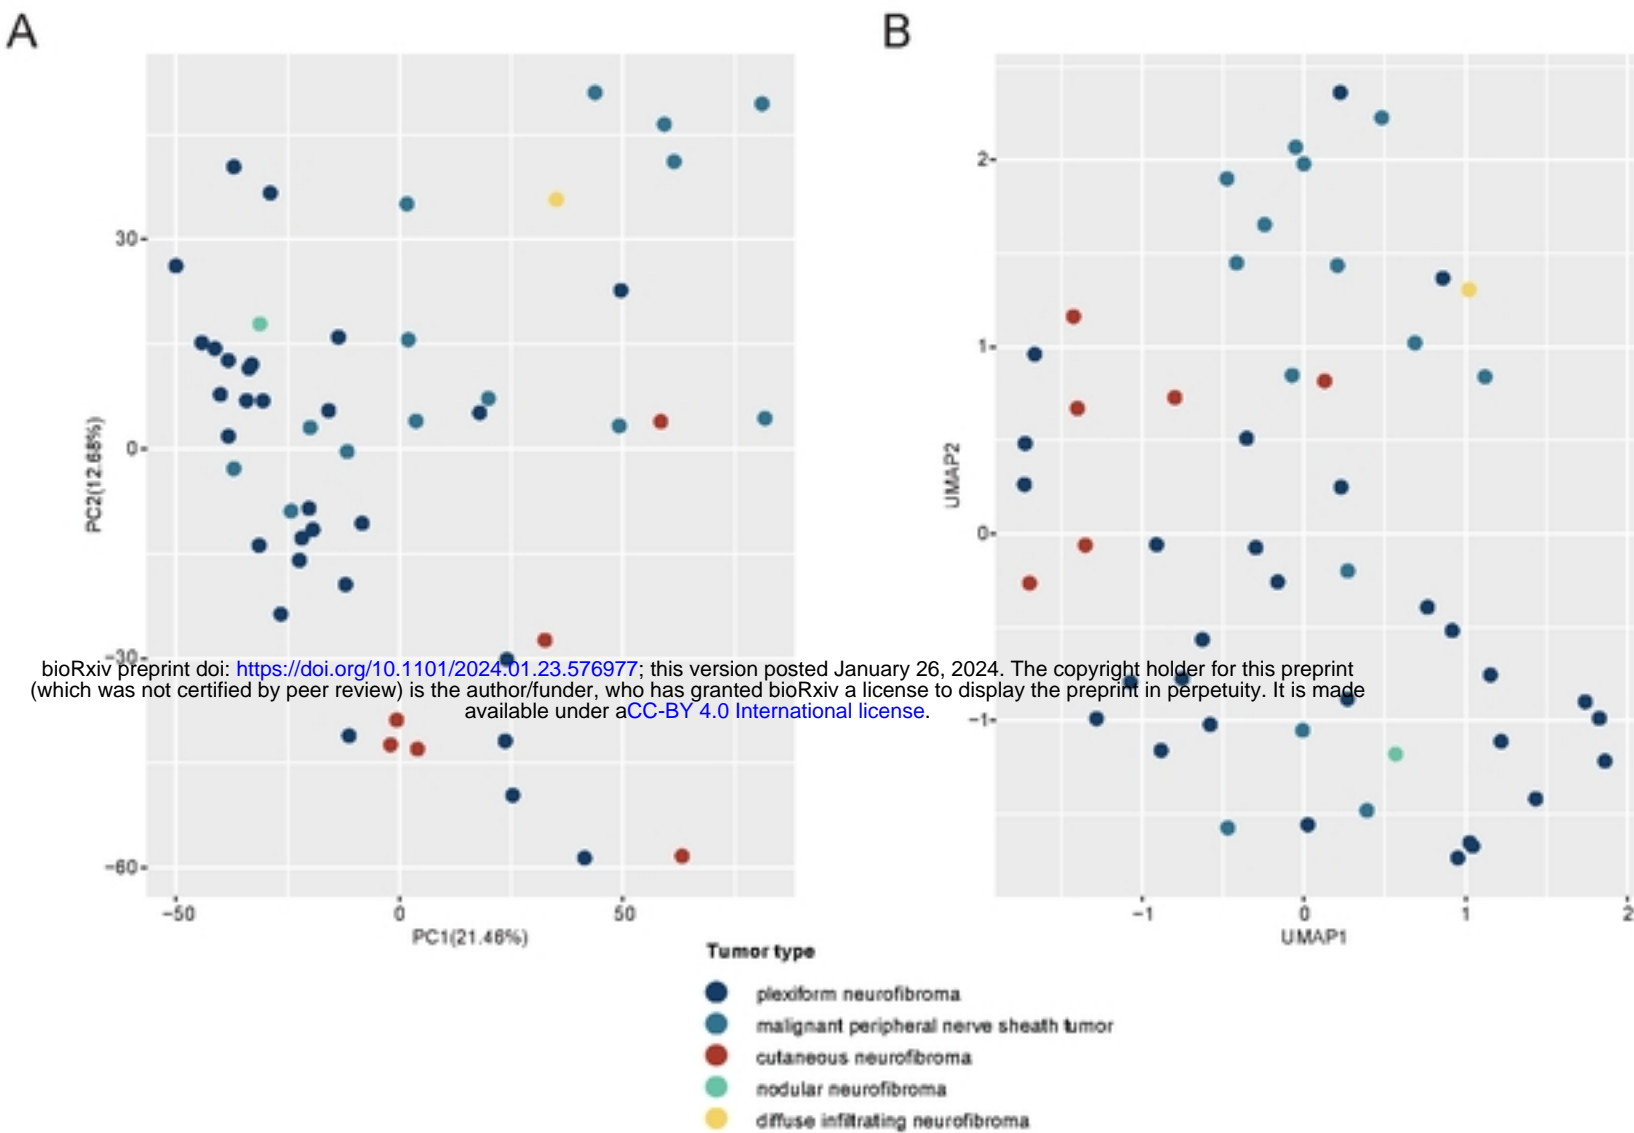 A
B
30
0
−30
−60
−50
0
50
PC2(12.68%)
PC1(21.46%)
2
1
0
−1
−1
0
1
2
UMAP2
UMAP1
bioRxiv preprint doi: https://doi.org/10.1101/2024.01.23.576977; this version posted January 26, 2024. The copyright holder for this preprint
(which was not certified by peer review) is the author/funder, who has granted bioRxiv a license to display the preprint in perpetuity. It is made
available under aCC-BY 4.0 International license.
Tumor type
plexiform neurofibroma
malignant peripheral nerve sheath tumor
cutaneous neurofibroma
nodular neurofibroma
diffuse infiltrating neurofibroma